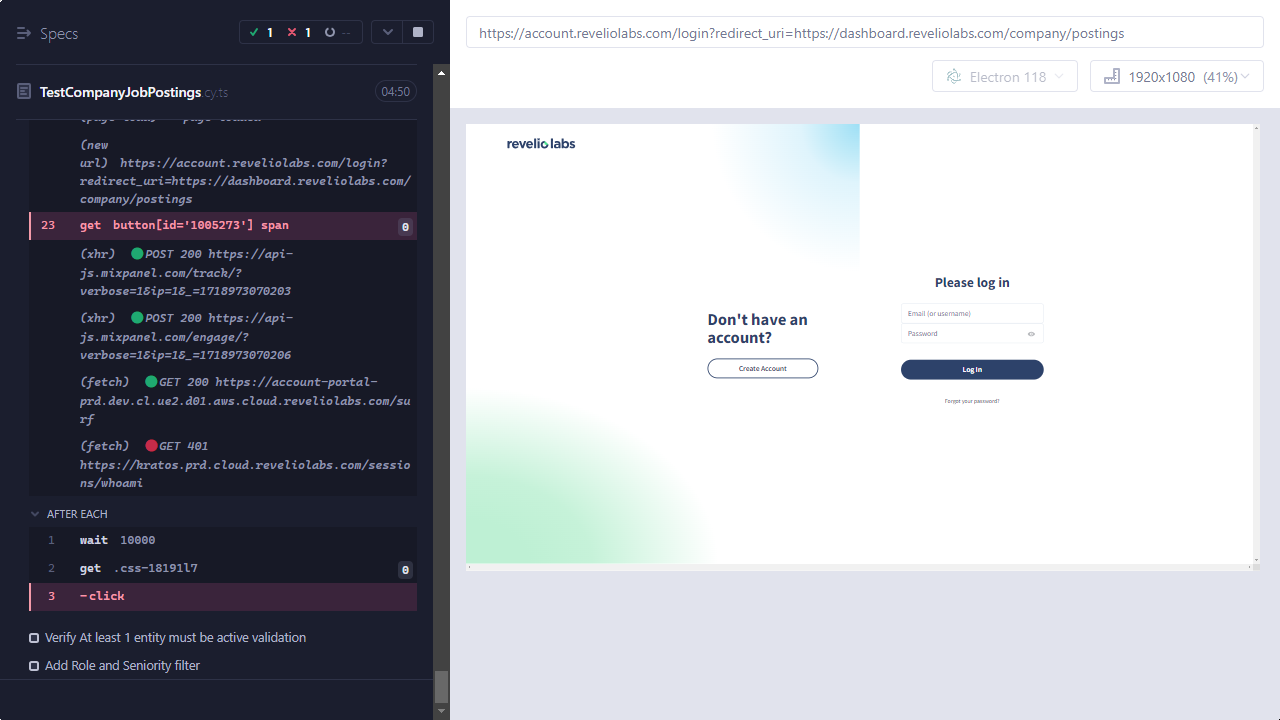 Specs
1
1
--
TestCompanyJobPostings.cy.ts
04:50
(new
url) https://account.reveliolabs.com/login?
redirect_uri=https://dashboard.reveliolabs.com/
company/postings
23 get button[id='1005273'] span 0
(xhr) POST 200 https://api-
js.mixpanel.com/track/?
verbose=1&ip=1&_=1718973070203
(xhr) POST 200 https://api-
js.mixpanel.com/engage/?
verbose=1&ip=1&_=1718973070206
(fetch) GET 200 https://account-portal-
prd.dev.cl.ue2.d01.aws.cloud.reveliolabs.com/su
rf
(fetch) GET 401
https://kratos.prd.cloud.reveliolabs.com/sessio
ns/whoami
AFTER EACH
1 wait 10000
2 get .css-18191l7 0
3 -click
Verify At least 1 entity must be active validation
Add Role and Seniority filter
https://account.reveliolabs.com/login?redirect_uri=https://dashboard.reveliolabs.com/company/postings
Electron 118
1920x1080 (41%)
revelio labs
Don't have an
account?
Create Account
Please log in
Email (or username)
Password
Log In
Forgot your password?